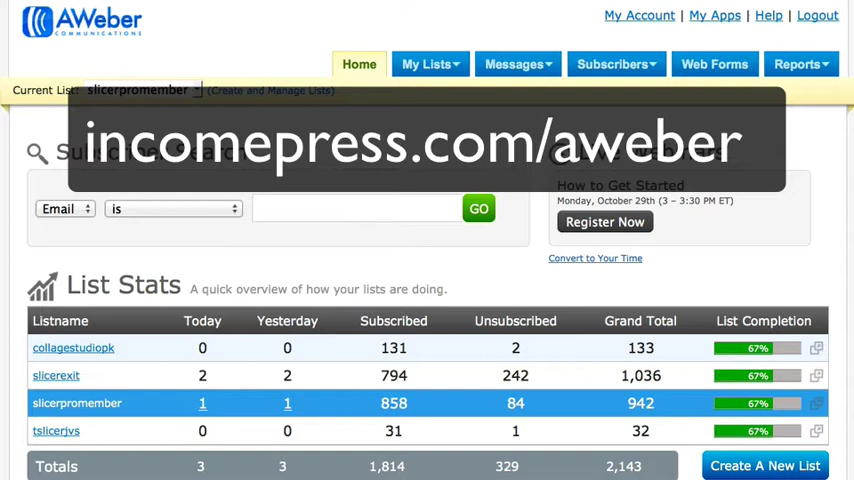 AWeber
COMMUNICATIONS
My Account | My Apps | Help | Logout
Home My Lists Messages Subscribers Web Forms Reports
Current List: slicerpromember (Create and Manage Lists)
incomepress.com/aweber
Subscriber Search Live Webinars
How to Get Started
Monday, October 29th (3 – 3:30 PM ET)
Email is GO
Register Now
Convert to Your Time
List Stats A quick overview of how your lists are doing.
Listname Today Yesterday Subscribed Unsubscribed Grand Total List Completion
collagestudiopk 0 0 131 2 133 67%
slicerexit 2 2 794 242 1,036 67%
slicerpromember 1 1 858 84 942 67%
tslicerjvs 0 0 31 1 32 67%
Totals 3 3 1,814 329 2,143 Create A New List